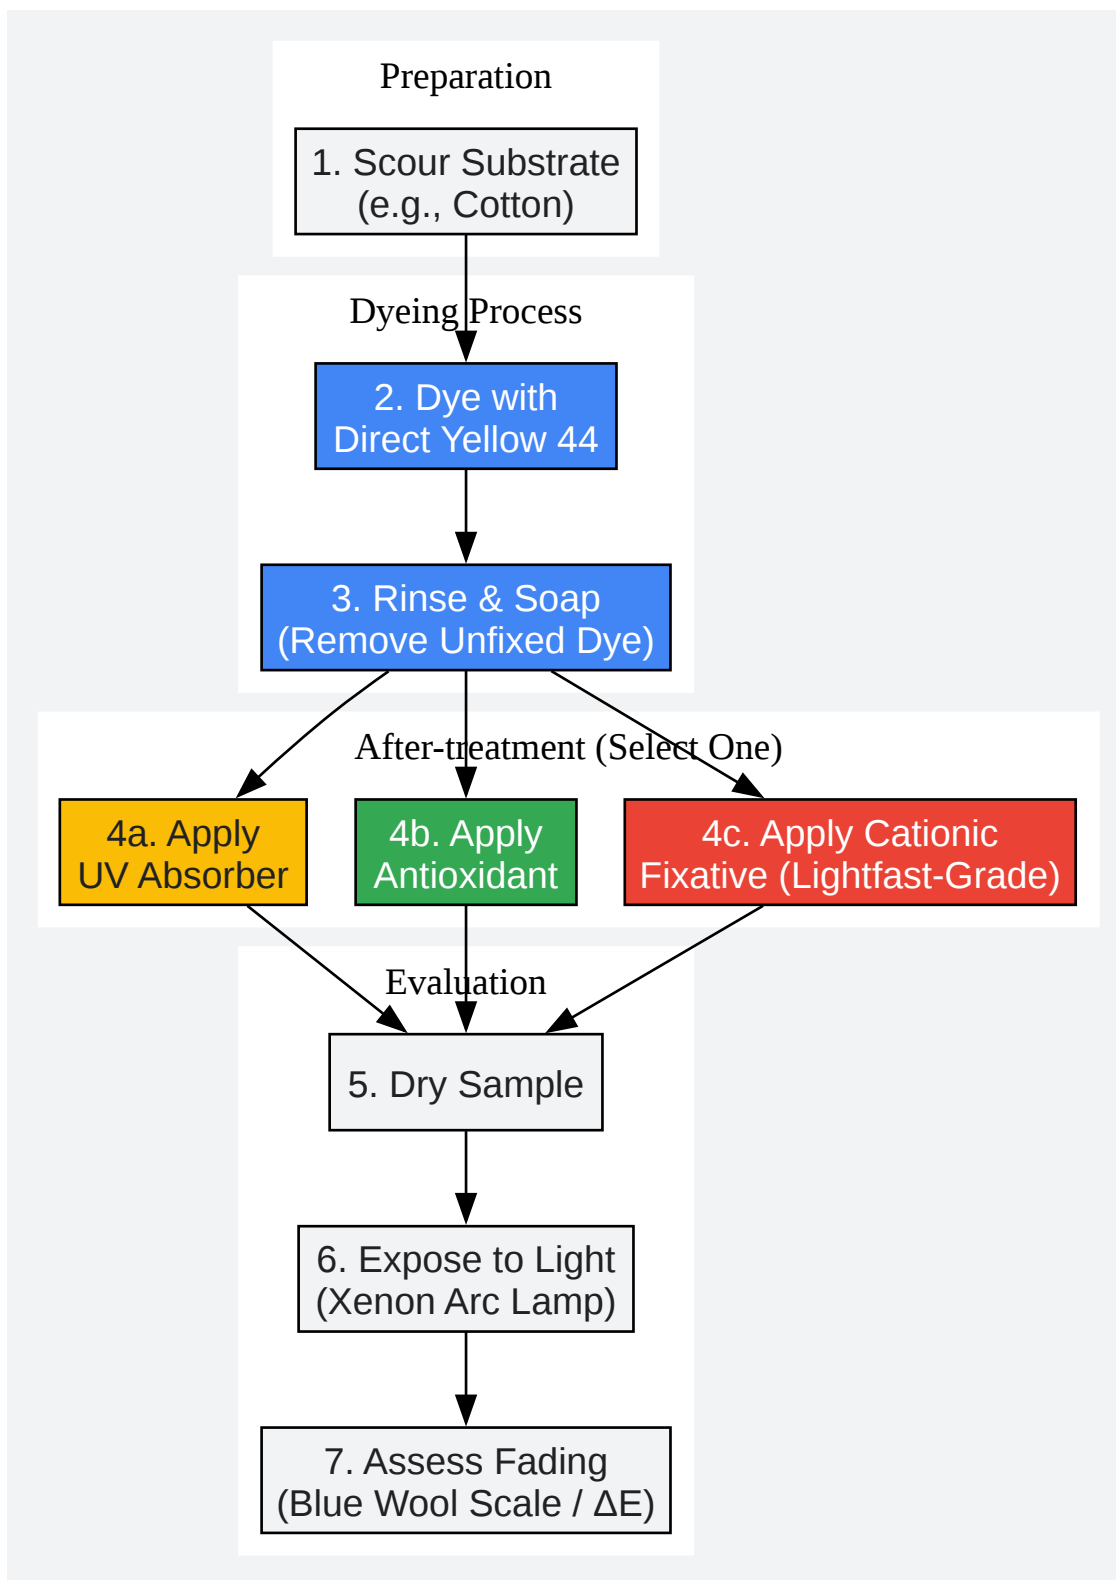 Preparation
1. Scour Substrate
(e.g., Cotton)
Dyeing Process
2. Dye with
Direct Yellow 44
3. Rinse & Soap
(Remove Unfixed Dye)
After-treatment (Select One)
4a. Apply
UV Absorber
4b. Apply
Antioxidant
4c. Apply Cationic
Fixative (Lightfast-Grade)
Evaluation
5. Dry Sample
6. Expose to Light
(Xenon Arc Lamp)
7. Assess Fading
(Blue Wool Scale / ΔE)